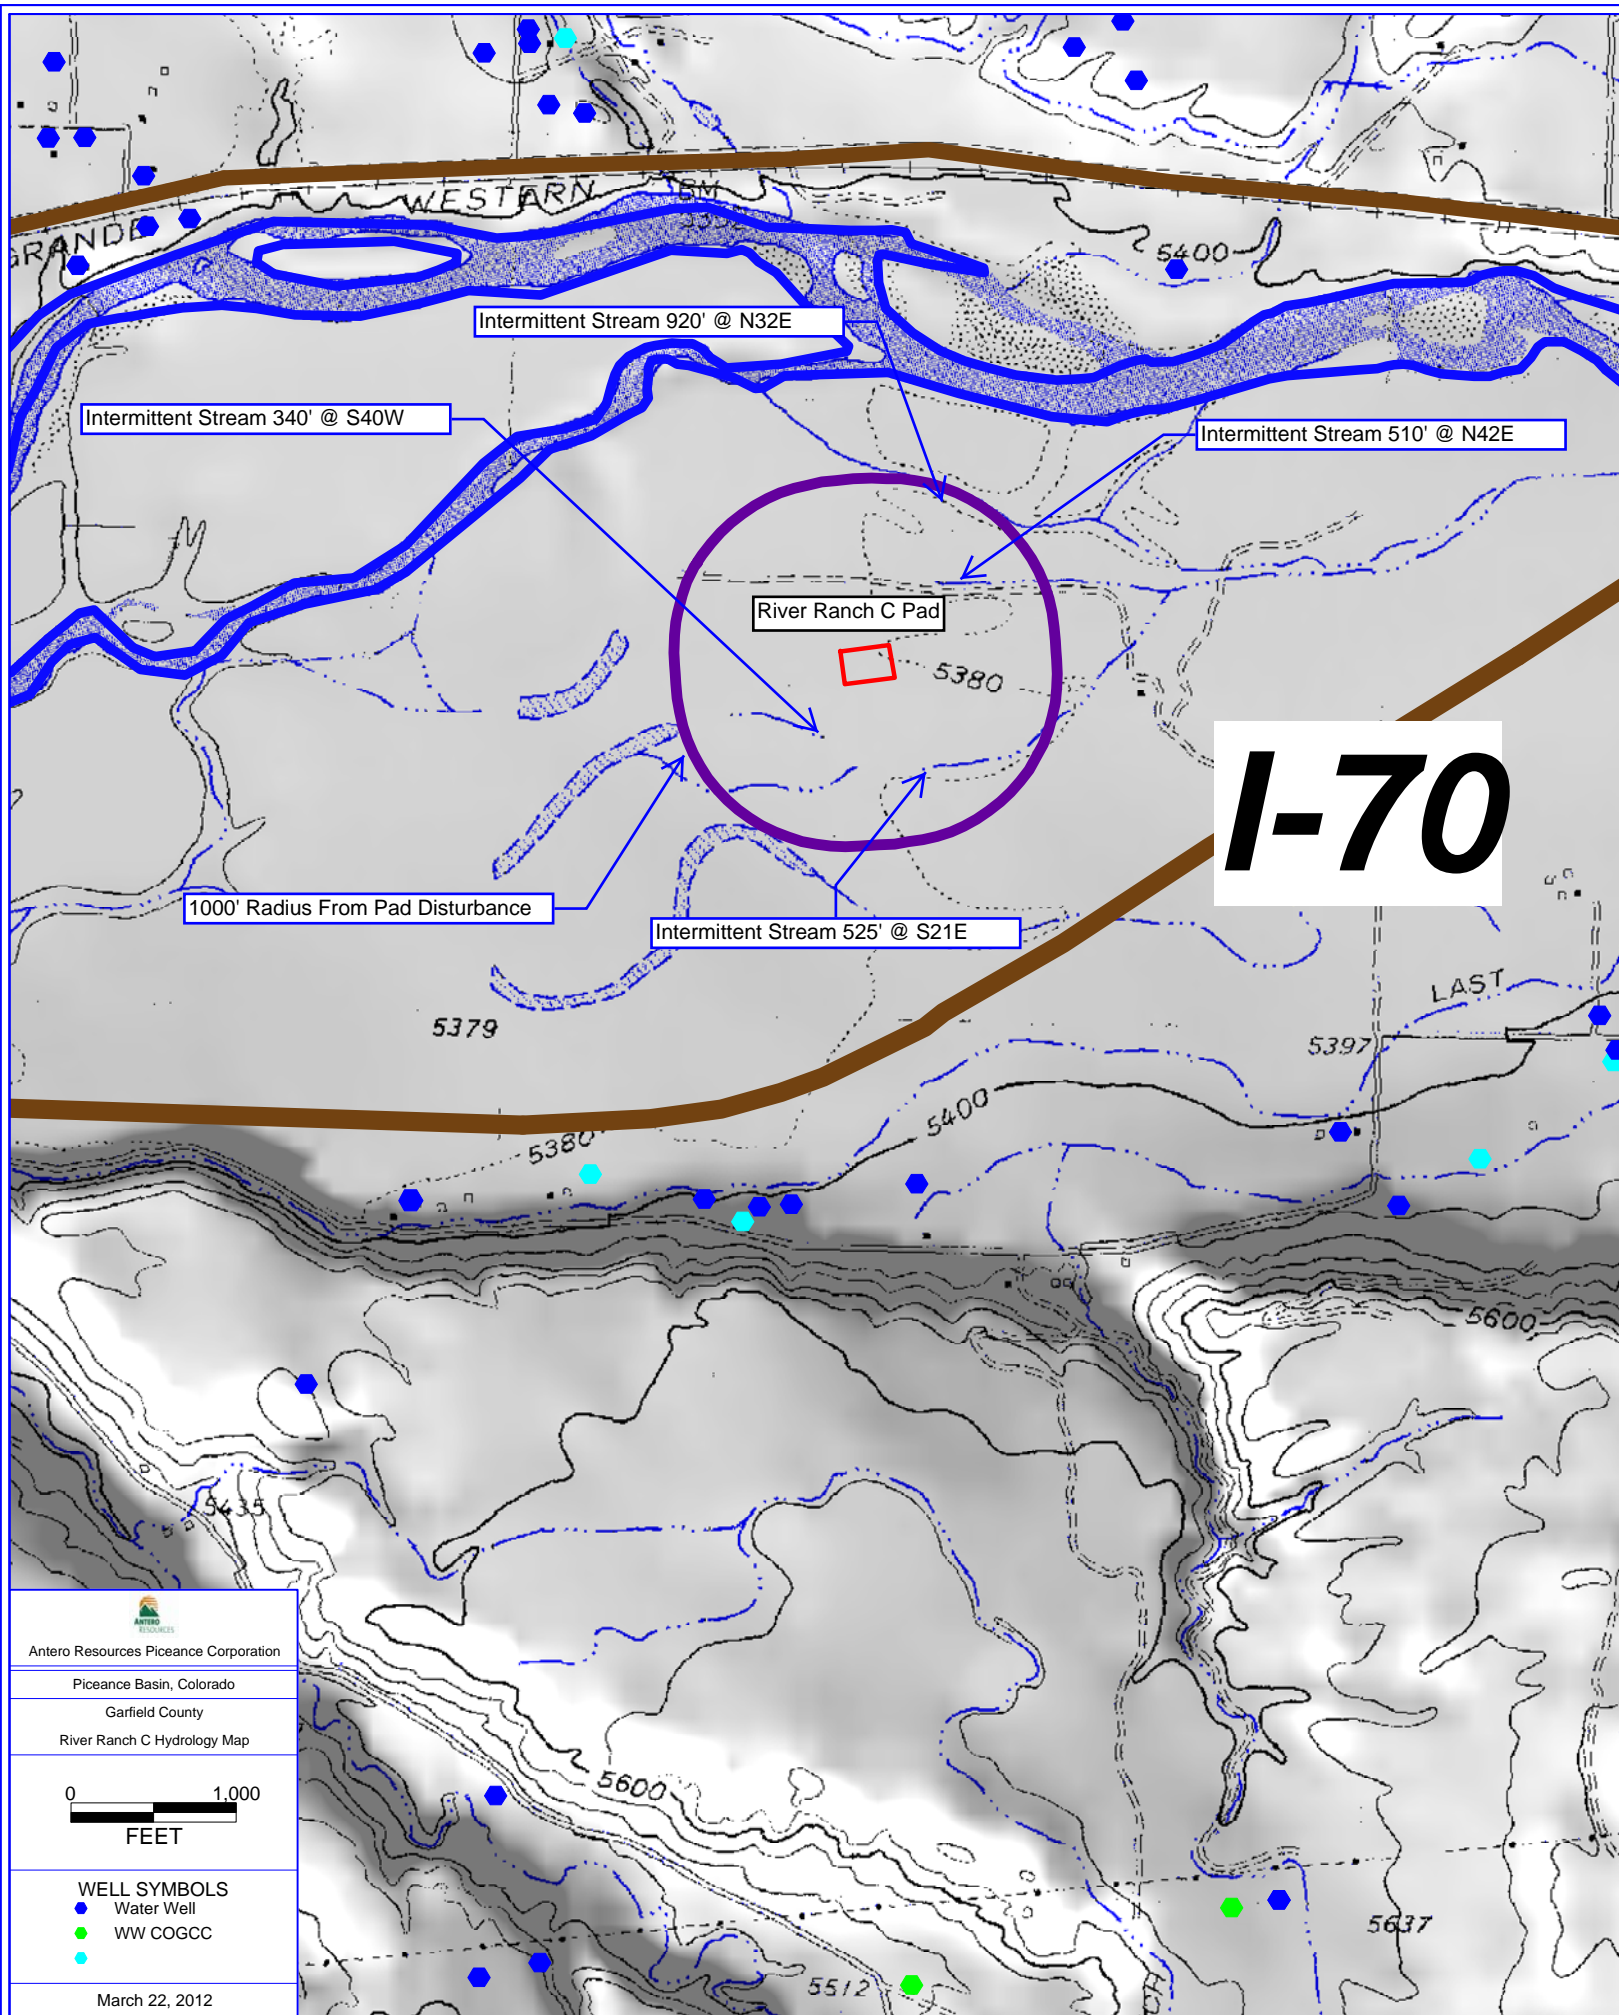 WESTERN
BM
GRANDE
5400
Intermittent Stream 920' @ N32E
Intermittent Stream 340' @ S40W
Intermittent Stream 510' @ N42E
River Ranch C Pad
5380
I-70
1000' Radius From Pad Disturbance
Intermittent Stream 525' @ S21E
LAST
5379
5397
5400
5380
5600
5435
ANTERO
RESOURCES
Antero Resources Piceance Corporation
Piceance Basin, Colorado
Garfield County
River Ranch C Hydrology Map
0 1,000
FEET
5600
WELL SYMBOLS
Water Well
WW COGCC
March 22, 2012
5637
5512